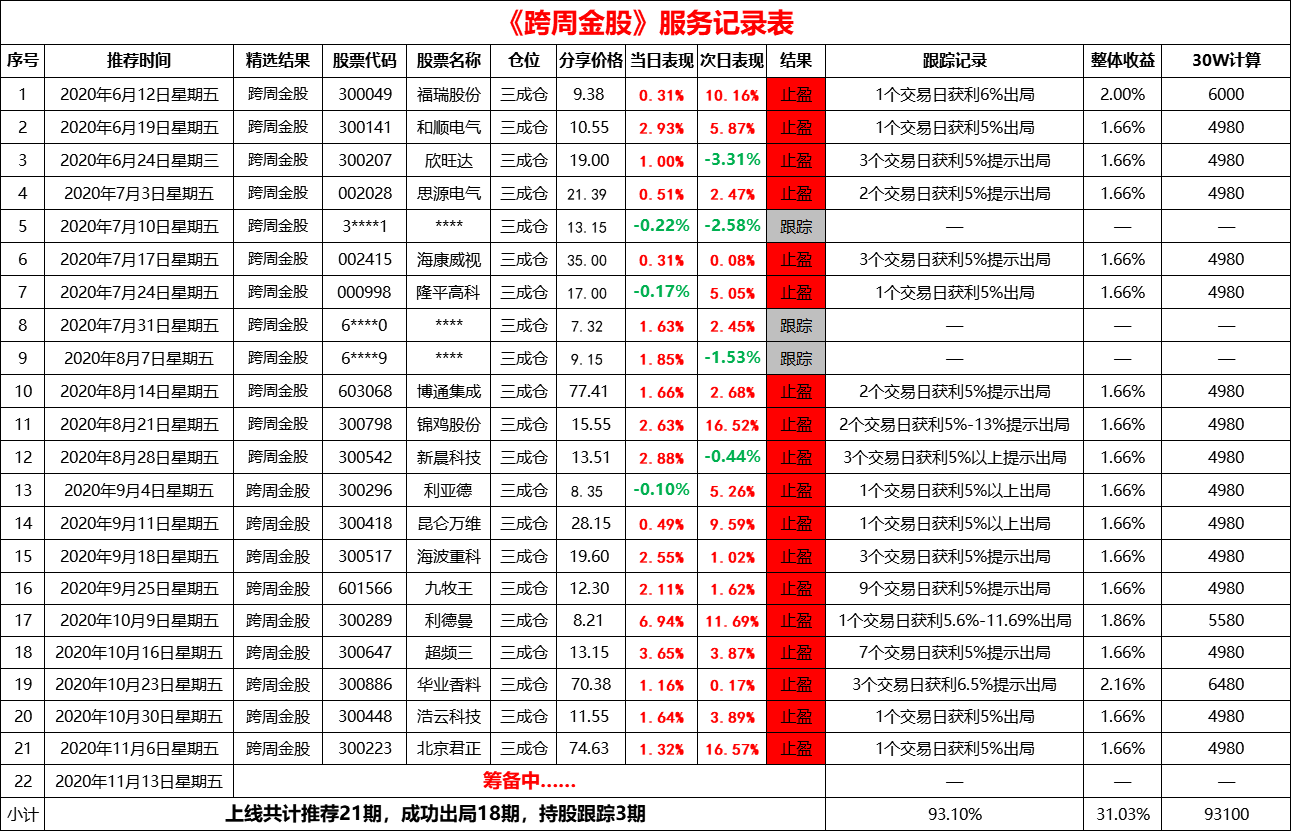 《跨周金股》服务记录表
序号 推荐时间 精选结果 股票代码 股票名称 仓位 分享价格 当日表现 次日表现 结果 跟踪记录 整体收益 30W计算
1 2020年6月12日星期五 跨周金股 300049 福瑞股份 三成仓 9.38 0.31% 10.16% 止盈 1个交易日获利6%出局 2.00% 6000
2 2020年6月19日星期五 跨周金股 300141 和顺电气 三成仓 10.55 2.93% 5.87% 止盈 1个交易日获利5%出局 1.66% 4980
3 2020年6月24日星期三 跨周金股 300207 欣旺达 三成仓 19.00 1.00% -3.31% 止盈 3个交易日获利5%提示出局 1.66% 4980
4 2020年7月3日星期五 跨周金股 002028 思源电气 三成仓 21.39 0.51% 2.47% 止盈 2个交易日获利5%提示出局 1.66% 4980
5 2020年7月10日星期五 跨周金股 3****1 **** 三成仓 13.15 -0.22% -2.58% 跟踪 — — —
6 2020年7月17日星期五 跨周金股 002415 海康威视 三成仓 35.00 0.31% 0.08% 止盈 3个交易日获利5%提示出局 1.66% 4980
7 2020年7月24日星期五 跨周金股 000998 隆平高科 三成仓 17.00 -0.17% 5.05% 止盈 1个交易日获利5%出局 1.66% 4980
8 2020年7月31日星期五 跨周金股 6****0 **** 三成仓 7.32 1.63% 2.45% 跟踪 — — —
9 2020年8月7日星期五 跨周金股 6****9 **** 三成仓 9.15 1.85% -1.53% 跟踪 — — —
10 2020年8月14日星期五 跨周金股 603068 博通集成 三成仓 77.41 1.66% 2.68% 止盈 2个交易日获利5%提示出局 1.66% 4980
11 2020年8月21日星期五 跨周金股 300798 锦鸡股份 三成仓 15.55 2.63% 16.52% 止盈 2个交易日获利5%-13%提示出局 1.66% 4980
12 2020年8月28日星期五 跨周金股 300542 新晨科技 三成仓 13.51 2.88% -0.44% 止盈 3个交易日获利5%以上提示出局 1.66% 4980
13 2020年9月4日星期五 跨周金股 300296 利亚德 三成仓 8.35 -0.10% 5.26% 止盈 1个交易日获利5%以上出局 1.66% 4980
14 2020年9月11日星期五 跨周金股 300418 昆仑万维 三成仓 28.15 0.49% 9.59% 止盈 1个交易日获利5%以上出局 1.66% 4980
15 2020年9月18日星期五 跨周金股 300517 海波重科 三成仓 19.60 2.55% 1.02% 止盈 3个交易日获利5%提示出局 1.66% 4980
16 2020年9月25日星期五 跨周金股 601566 九牧王 三成仓 12.30 2.11% 1.62% 止盈 9个交易日获利5%提示出局 1.66% 4980
17 2020年10月9日星期五 跨周金股 300289 利德曼 三成仓 8.21 6.94% 11.69% 止盈 1个交易日获利5.6%-11.69%出局 1.86% 5580
18 2020年10月16日星期五 跨周金股 300647 超频三 三成仓 13.15 3.65% 3.87% 止盈 7个交易日获利5%提示出局 1.66% 4980
19 2020年10月23日星期五 跨周金股 300886 华业香料 三成仓 70.38 1.16% 0.17% 止盈 3个交易日获利6.5%提示出局 2.16% 6480
20 2020年10月30日星期五 跨周金股 300448 浩云科技 三成仓 11.55 1.64% 3.89% 止盈 1个交易日获利5%出局 1.66% 4980
21 2020年11月6日星期五 跨周金股 300223 北京君正 三成仓 74.63 1.32% 16.57% 止盈 1个交易日获利5%出局 1.66% 4980
22 2020年11月13日星期五 筹备中…… — — —
小计 上线共计推荐21期，成功出局18期，持股跟踪3期 93.10% 31.03% 93100